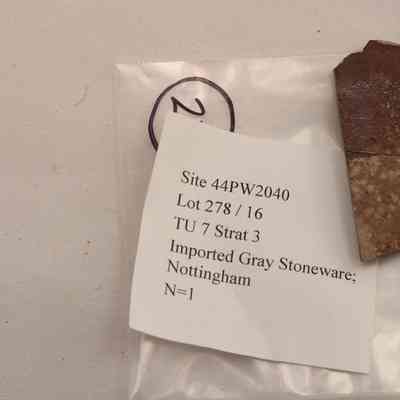 2
Site 44PW2040
Lot 278 / 16
TU 7 Strat 3
Imported Gray Stoneware;
Nottingham
N=1